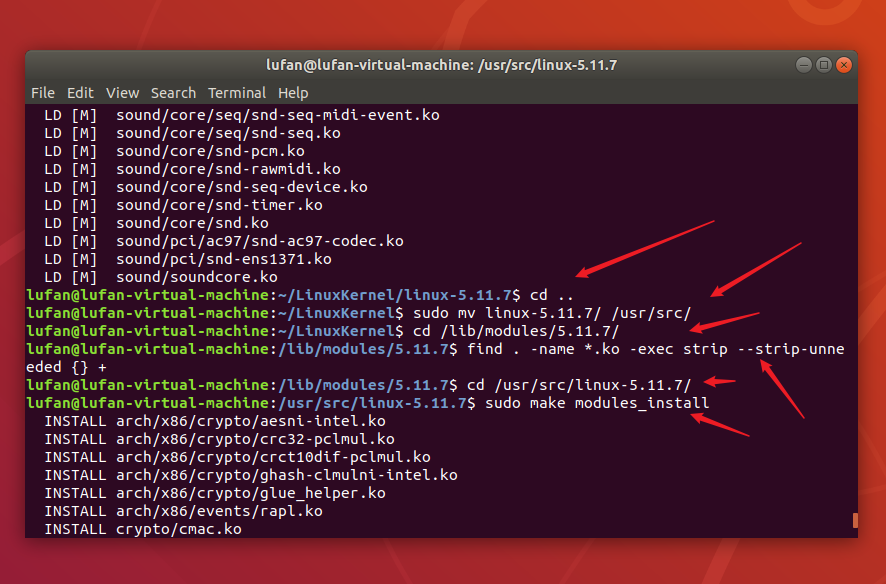 lufan@lufan-virtual-machine: /usr/src/linux-5.11.7
File Edit View Search Terminal Help
LD [M] sound/core/seq/snd-seq-midi-event.ko
LD [M] sound/core/seq/snd-seq.ko
LD [M] sound/core/snd-pcm.ko
LD [M] sound/core/snd-rawmidi.ko
LD [M] sound/core/snd-seq-device.ko
LD [M] sound/core/snd-timer.ko
LD [M] sound/core/snd.ko
LD [M] sound/pci/ac97/snd-ac97-codec.ko
LD [M] sound/pci/snd-ens1371.ko
LD [M] sound/soundcore.ko
lufan@lufan-virtual-machine:~/LinuxKernel/linux-5.11.7$ cd ..
lufan@lufan-virtual-machine:~/LinuxKernel$ sudo mv linux-5.11.7/ /usr/src/
lufan@lufan-virtual-machine:~/LinuxKernel$ cd /lib/modules/5.11.7/
lufan@lufan-virtual-machine:/lib/modules/5.11.7$ find . -name *.ko -exec strip --strip-unne
eded {} +
lufan@lufan-virtual-machine:/lib/modules/5.11.7$ cd /usr/src/linux-5.11.7/
lufan@lufan-virtual-machine:/usr/src/linux-5.11.7$ sudo make modules_install
INSTALL arch/x86/crypto/aesni-intel.ko
INSTALL arch/x86/crypto/crc32-pclmul.ko
INSTALL arch/x86/crypto/crct10dif-pclmul.ko
INSTALL arch/x86/crypto/ghash-clmulni-intel.ko
INSTALL arch/x86/crypto/glue_helper.ko
INSTALL arch/x86/events/rapl.ko
INSTALL crypto/cmac.ko